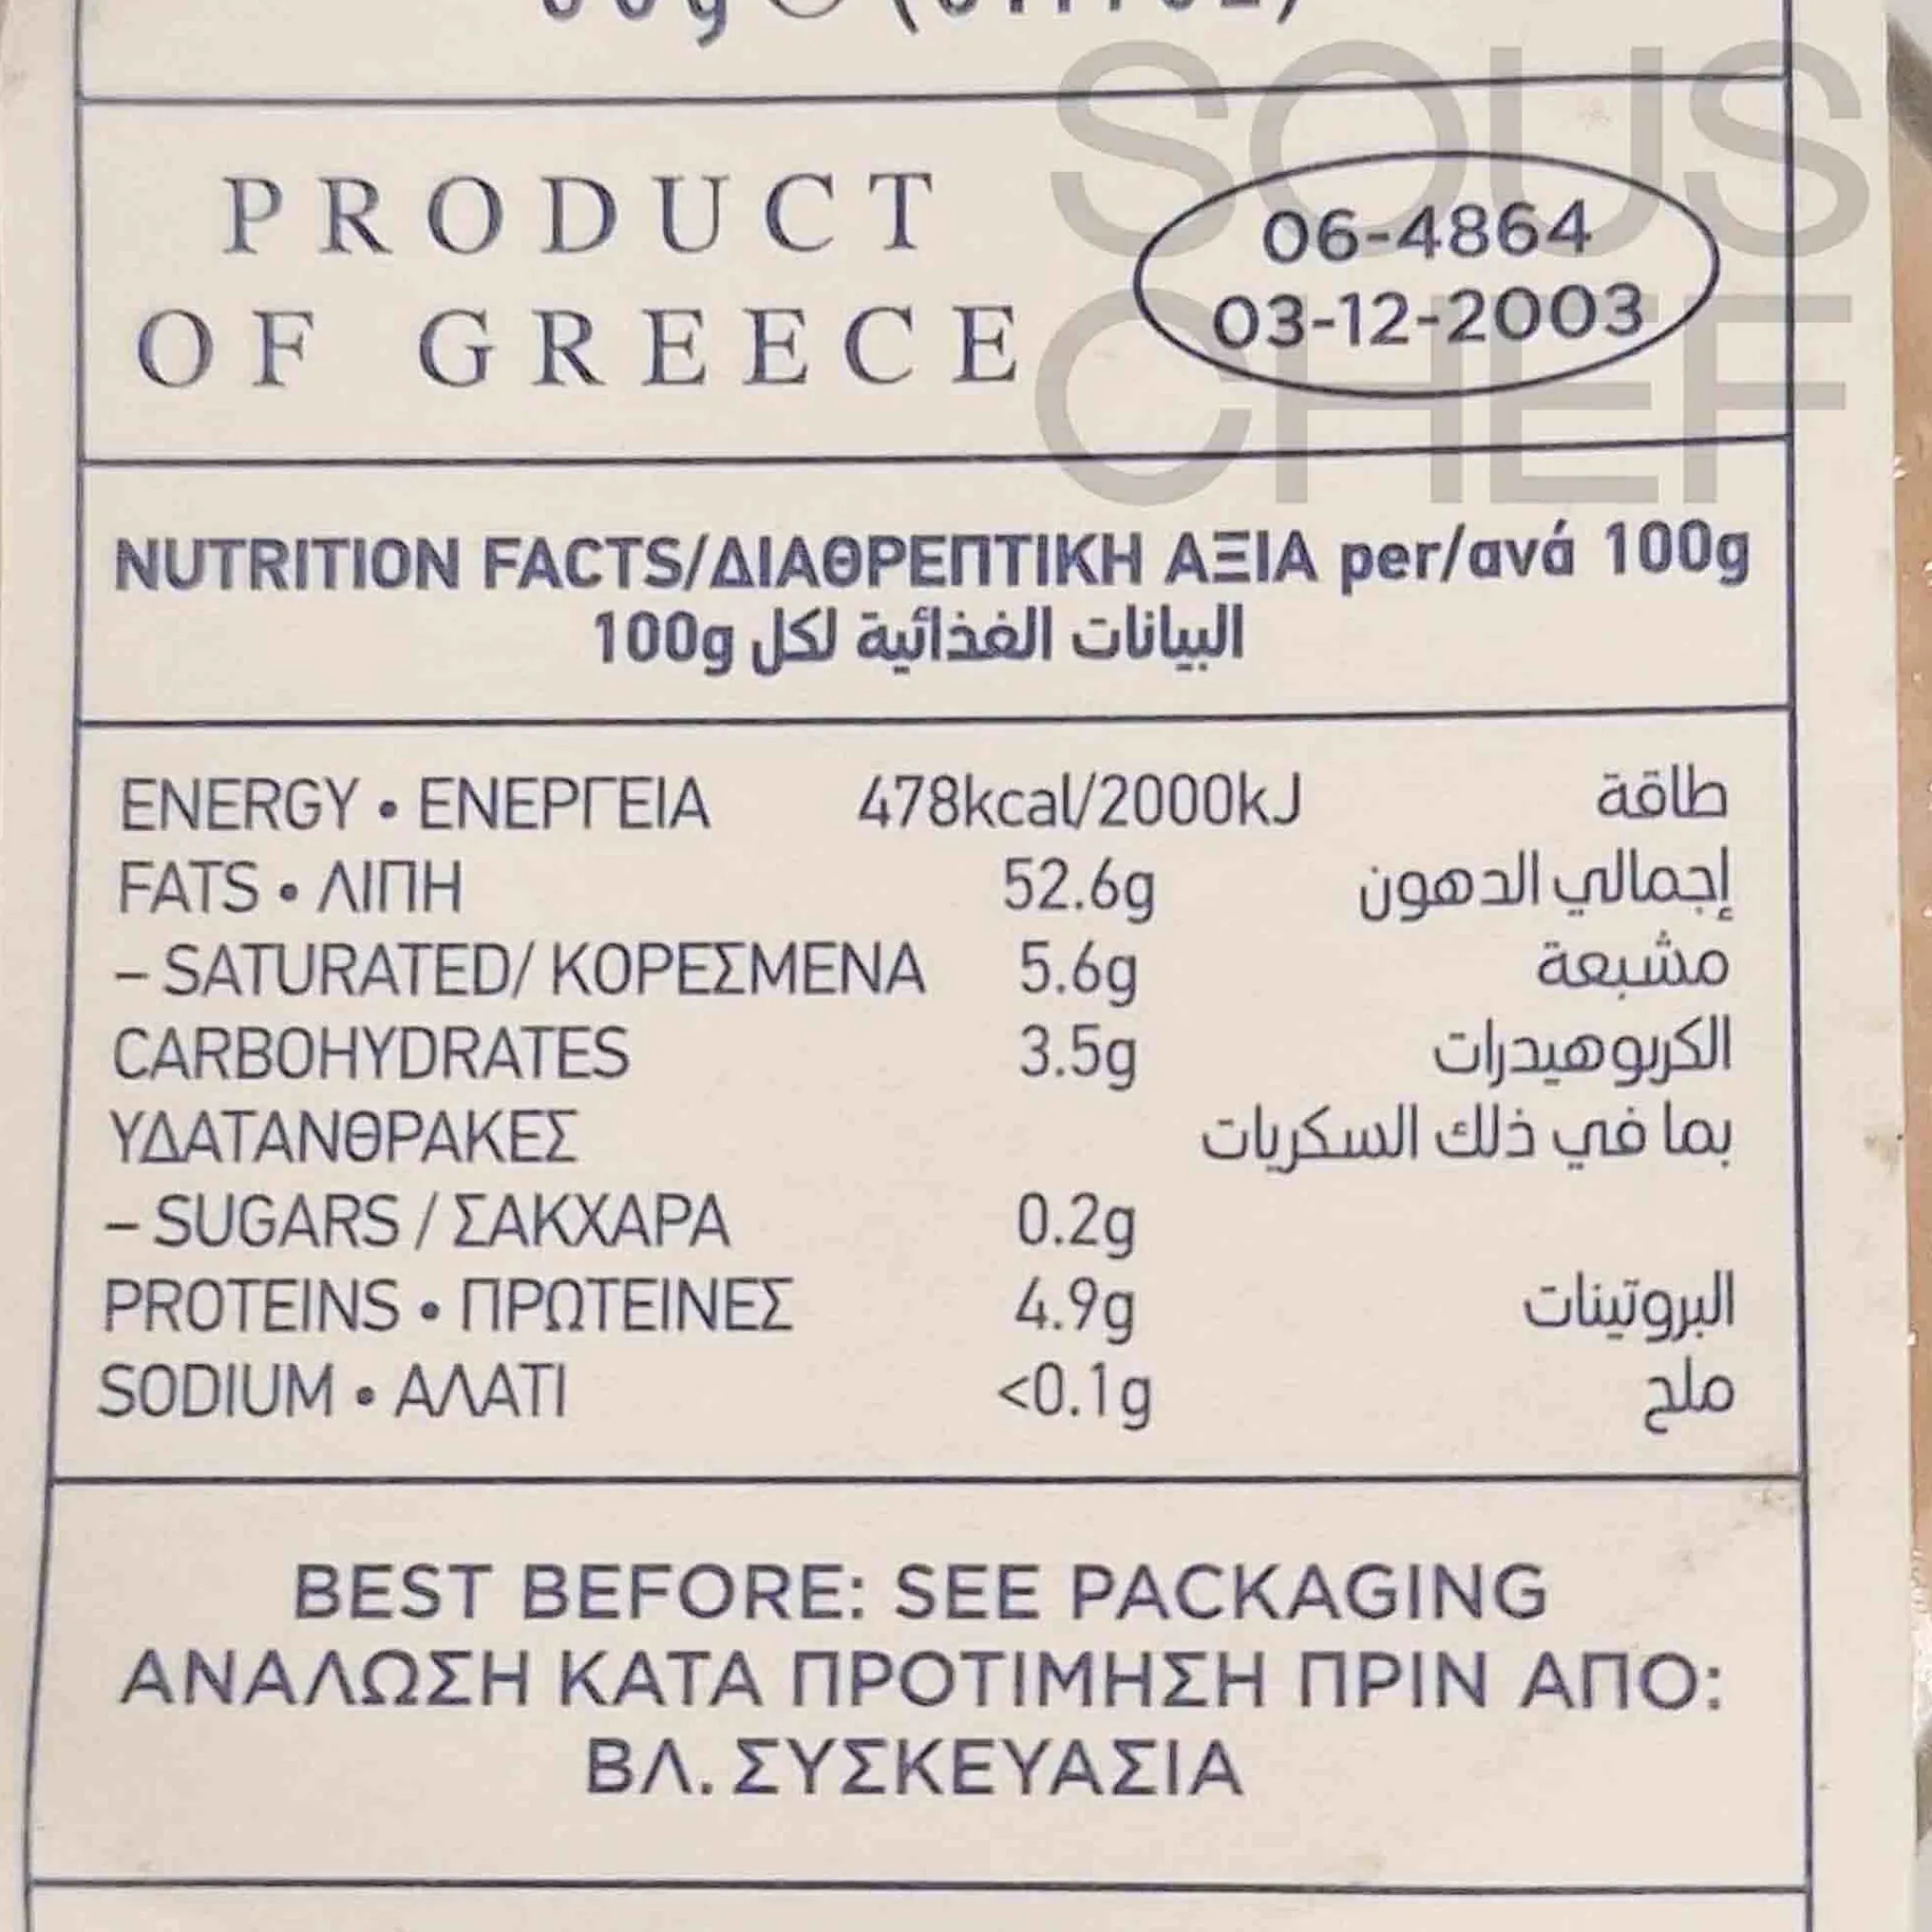 SOUS
CHEF
PRODUCT
OF GREECE
06-4864
03-12-2003
NUTRITION FACTS/ΔΙΑΘΡΕΠΤΙΚΗ ΑΞΙΑ per/ανά 100g
البيانات الغذائية لكل 100g
ENERGY • ΕΝΕΡΓΕΙΑ 478kcal/2000kJ طاقة
FATS • ΛΙΠΗ 52.6g إجمالي الدهون
– SATURATED/ ΚΟΡΕΣΜΕΝΑ 5.6g مشبعة
CARBOHYDRATES 3.5g الكربوهيدرات
ΥΔΑΤΑΝΘΡΑΚΕΣ بما في ذلك السكريات
– SUGARS / ΣΑΚΧΑΡΑ 0.2g
PROTEINS • ΠΡΩΤΕΙΝΕΣ 4.9g البروتينات
SODIUM • ΑΛΑΤΙ <0.1g ملح
BEST BEFORE: SEE PACKAGING
ΑΝΑΛΩΣΗ ΚΑΤΑ ΠΡΟΤΙΜΗΣΗ ΠΡΙΝ ΑΠΟ:
ΒΛ. ΣΥΣΚΕΥΑΣΙΑ